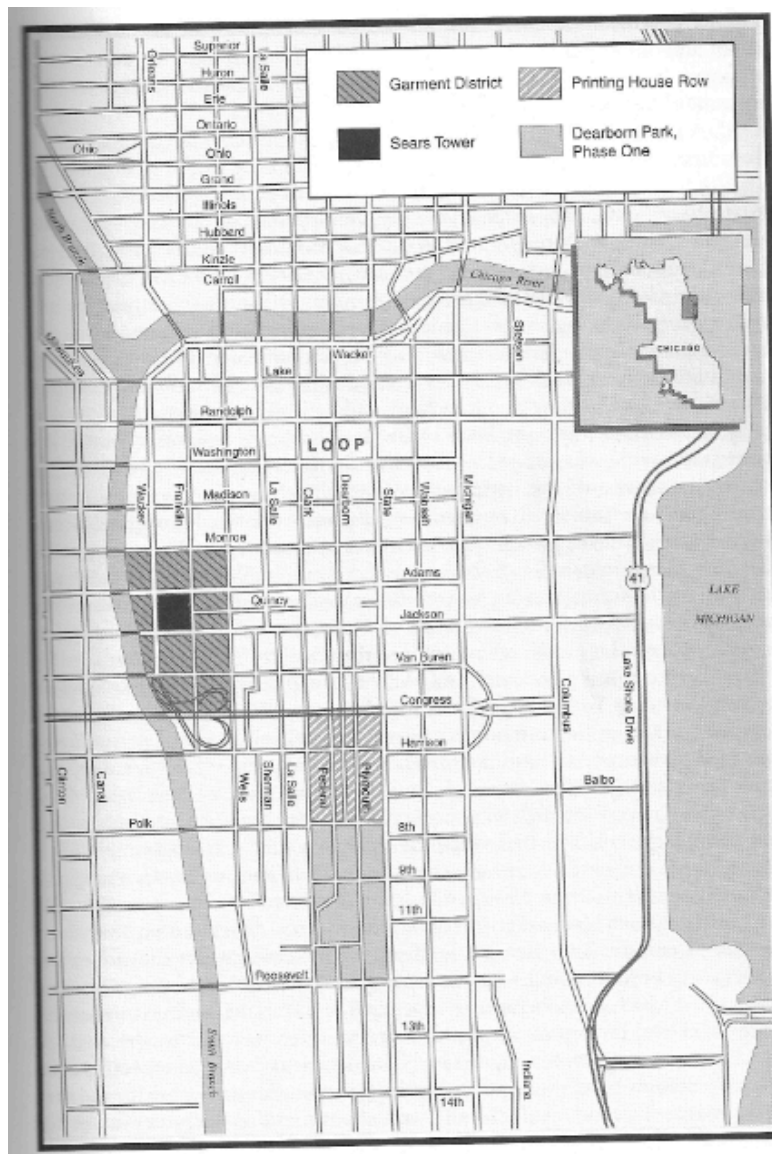 Superior
Huron
Erie
Ontario
Ohio
Ohio
Grand
Illinois
Hubbard
Kinzie
Carroll
Orleans
La Salle
Garment District
Printing House Row
Sears Tower
Dearborn Park,
Phase One
South Branch
Chicago River
CHICAGO
Milwaukee
Wacker
Stetson
Lake
Randolph
LOOP
Washington
Wacker
Franklin
Madison
La Salle
Clark
Dearborn
State
Wabash
Michigan
Monroe
Adams
Quincy
Jackson
41
LAKE
MICHIGAN
Van Buren
Congress
Harrison
Columbus
Lake Shore Drive
Balbo
Clinton
Canal
Wells
Sherman
La Salle
Federal
Plymouth
Polk
8th
9th
11th
Roosevelt
13th
14th
South Branch
Indiana